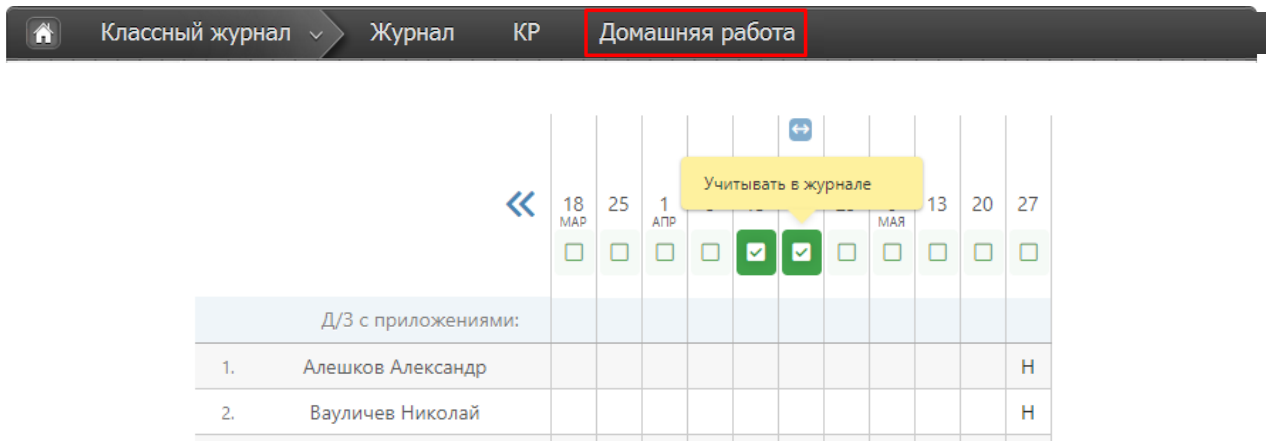 Классный журнал Журнал КР Домашняя работа
Учитывать в журнале
18 25 1 13 20 27
МАР АПР МАЯ
Д/З с приложениями:
1. Алешков Александр Н
2. Вауличев Николай Н